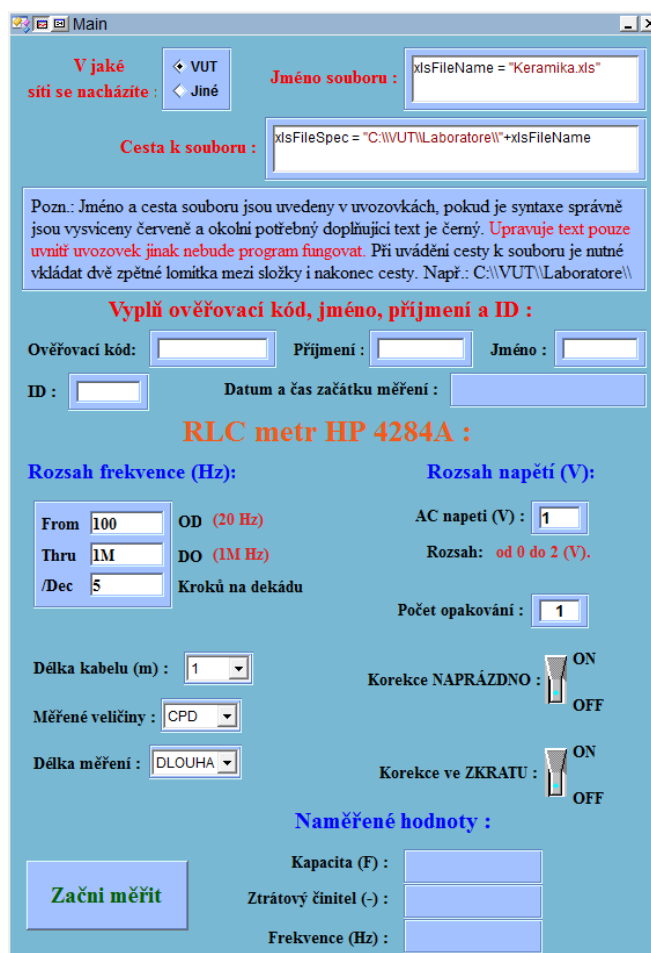 Main
V jaké
síti se nacházíte :
VUT
Jiné
Jméno souboru :
xlsFileName = "Keramika.xls"
Cesta k souboru :
xlsFileSpec = "C:\\VUT\\Laboratore\\"+xlsFileName
Pozn.: Jméno a cesta souboru jsou uvedeny v uvozovkách, pokud je syntaxe správně
jsou vysviceny červeně a okolní potřebný doplňující text je černý. Upravuje text pouze
uvnitř uvozovek jinak nebude program fungovat. Při uvádění cesty k souboru je nutné
vkládat dvě zpětné lomitka mezi složky i nakonec cesty. Např.: C:\\VUT\\Laboratore\\
Vyplň ověřovací kód, jméno, příjmení a ID :
Ověřovací kód: Příjmení : Jméno :
ID : Datum a čas začátku měření :
RLC metr HP 4284A :
Rozsah frekvence (Hz): Rozsah napětí (V):
From 100 OD (20 Hz)
Thru 1M DO (1M Hz)
/Dec 5 Kroků na dekádu
AC napeti (V) : 1
Rozsah: od 0 do 2 (V).
Počet opakování : 1
Délka kabelu (m) : 1
Měřené veličiny : CPD
Délka měření : DLOUHA
Korekce NAPRÁZDNO : ON
OFF
Korekce ve ZKRATU : ON
OFF
Naměřené hodnoty :
Začni měřit
Kapacita (F) :
Ztrátový činitel (-) :
Frekvence (Hz) :